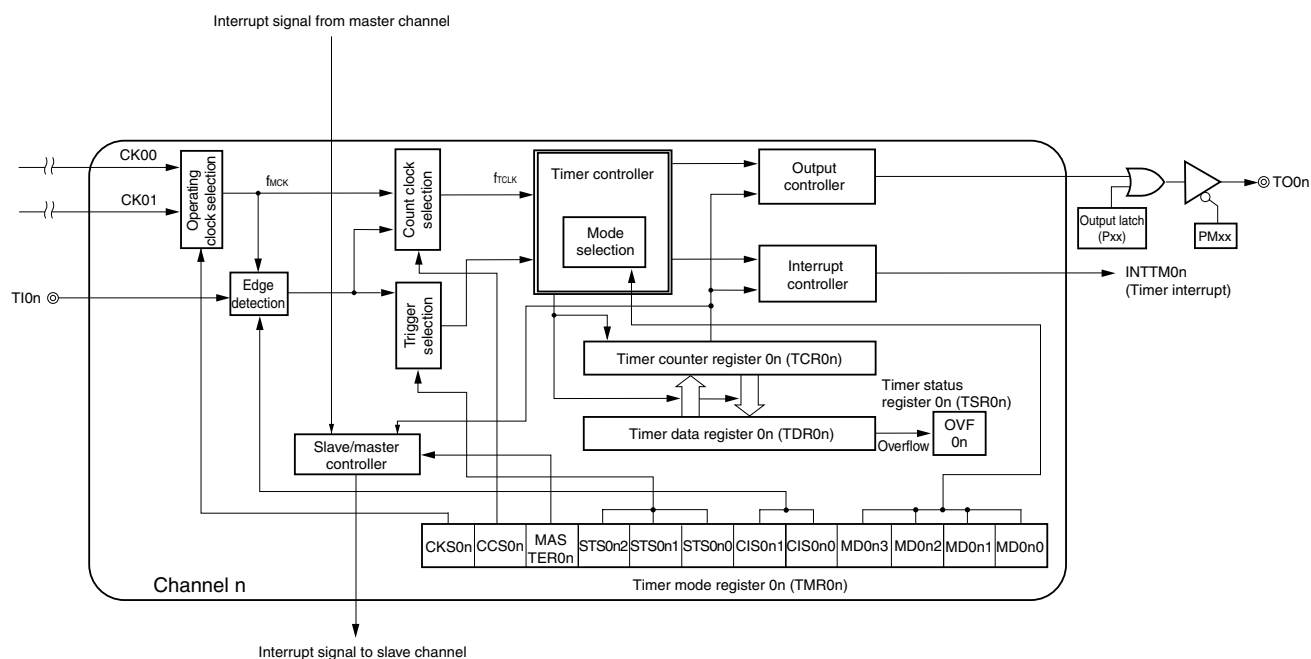 Interrupt signal from master channel
CK00
CK01
Operating
clock selection
fMCK
Count clock
selection
fTCLK
Timer controller
Mode
selection
Output
controller
TO0n
Output latch
(Pxx)
PMxx
Interrupt
controller
INTTM0n
(Timer interrupt)
TI0n
Edge
detection
Trigger
selection
Timer counter register 0n (TCR0n)
Timer status
register 0n (TSR0n)
Timer data register 0n (TDR0n)
Overflow
OVF
0n
Slave/master
controller
CKS0n
CCS0n
MAS
TER0n
STS0n2
STS0n1
STS0n0
CIS0n1
CIS0n0
MD0n3
MD0n2
MD0n1
MD0n0
Channel n
Timer mode register 0n (TMR0n)
Interrupt signal to slave channel